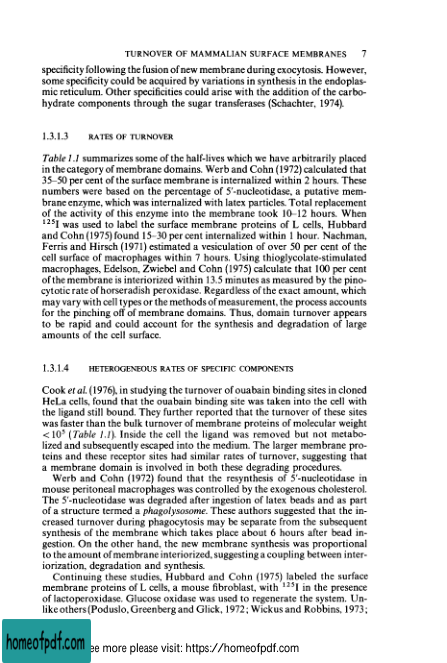 TURNOVER OF MAMMALIAN SURFACE MEMBRANES 7
specificity following the fusion of new membrane during exocytosis. However,
some specificity could be acquired by variations in synthesis in the endoplas-
mic reticulum. Other specificities could arise with the addition of the carbo-
hydrate components through the sugar transferases (Schachter, 1974).
1.3.1.3 RATES OF TURNOVER
Table 1.1 summarizes some of the half-lives which we have arbitrarily placed
in the category of membrane domains. Werb and Cohn (1972) calculated that
35–50 per cent of the surface membrane is internalized within 2 hours. These
numbers were based on the percentage of 5'-nucleotidase, a putative mem-
brane enzyme, which was internalized with latex particles. Total replacement
of the activity of this enzyme into the membrane took 10–12 hours. When
¹²⁵I was used to label the surface membrane proteins of L cells, Hubbard
and Cohn (1975) found 15–30 per cent internalized within 1 hour. Nachman,
Ferris and Hirsch (1971) estimated a vesiculation of over 50 per cent of the
cell surface of macrophages within 7 hours. Using thioglycolate-stimulated
macrophages, Edelson, Zwiebel and Cohn (1975) calculate that 100 per cent
of the membrane is interiorized within 13.5 minutes as measured by the pino-
cytotic rate of horseradish peroxidase. Regardless of the exact amount, which
may vary with cell types or the methods of measurement, the process accounts
for the pinching off of membrane domains. Thus, domain turnover appears
to be rapid and could account for the synthesis and degradation of large
amounts of the cell surface.
1.3.1.4 HETEROGENEOUS RATES OF SPECIFIC COMPONENTS
Cook et al. (1976), in studying the turnover of ouabain binding sites in cloned
HeLa cells, found that the ouabain binding site was taken into the cell with
the ligand still bound. They further reported that the turnover of these sites
was faster than the bulk turnover of membrane proteins of molecular weight
<10⁵ (Table 1.1). Inside the cell the ligand was removed but not metabo-
lized and subsequently escaped into the medium. The larger membrane pro-
teins and these receptor sites had similar rates of turnover, suggesting that
a membrane domain is involved in both these degrading procedures.
Werb and Cohn (1972) found that the resynthesis of 5'-nucleotidase in
mouse peritoneal macrophages was controlled by the exogenous cholesterol.
The 5'-nucleotidase was degraded after ingestion of latex beads and as part
of a structure termed a phagolysosome. These authors suggested that the in-
creased turnover during phagocytosis may be separate from the subsequent
synthesis of the membrane which takes place about 6 hours after bead in-
gestion. On the other hand, the new membrane synthesis was proportional
to the amount of membrane interiorized, suggesting a coupling between inter-
iorization, degradation and synthesis.
Continuing these studies, Hubbard and Cohn (1975) labeled the surface
membrane proteins of L cells, a mouse fibroblast, with ¹²⁵I in the presence
of lactoperoxidase. Glucose oxidase was used to regenerate the system. Un-
like others (Poduslo, Greenberg and Glick, 1972; Wickus and Robbins, 1973;
homeofpdf.com
ee more please visit: https://homeofpdf.com